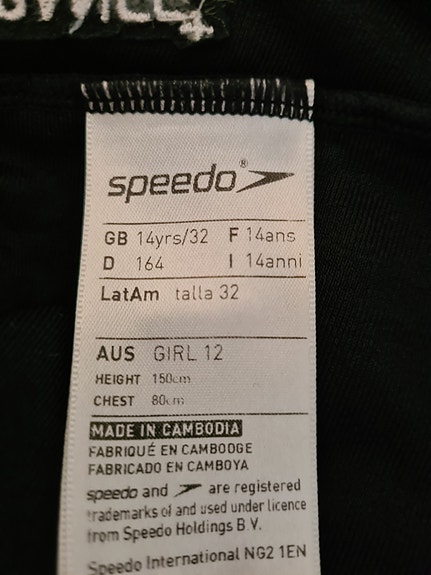 speedo®
GB 14yrs/32 F 14ans
D 164 I 14anni
LatAm talla 32
AUS GIRL 12
HEIGHT 150cm
CHEST 80cm
MADE IN CAMBODIA
FABRIQUÉ EN CAMBODGE
FABRICADO EN CAMBOYA
speedo and are registered
trademarks of and used under licence
from Speedo Holdings B.V.
Speedo International NG2 1EN